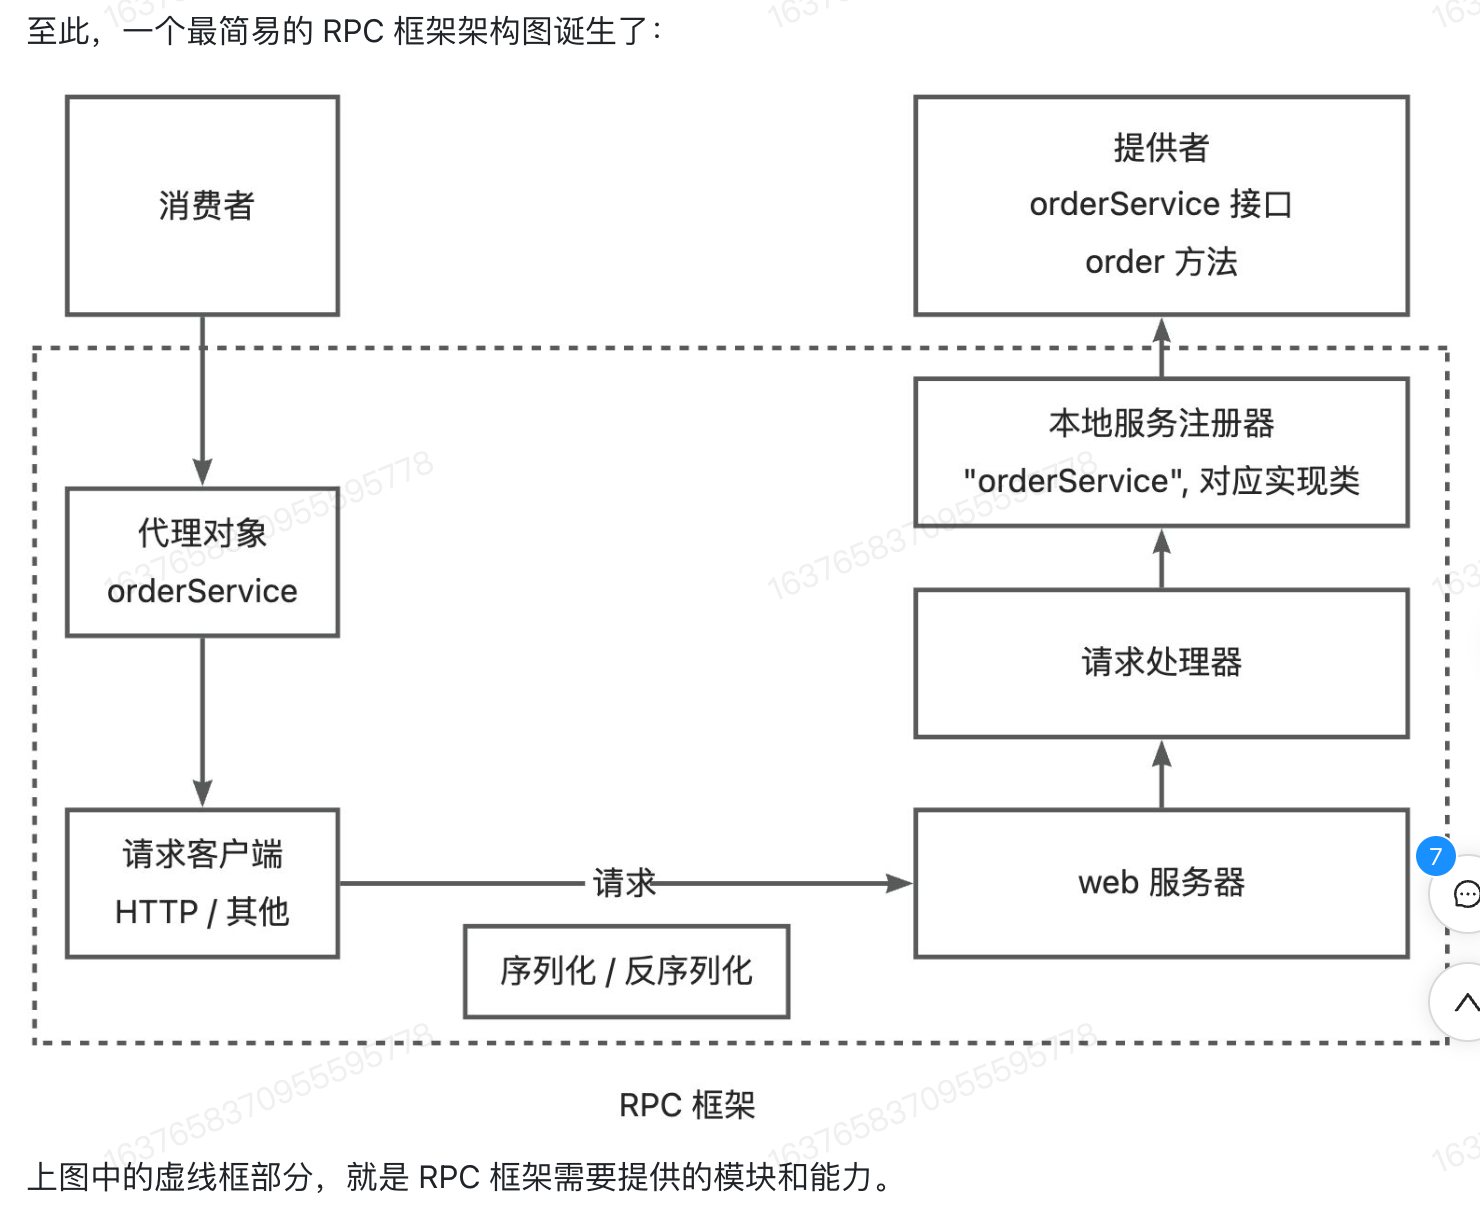 至此，一个最简易的 RPC 框架架构图诞生了：
消费者
提供者
orderService 接口
order 方法
本地服务注册器
"orderService", 对应实现类
代理对象
orderService
请求处理器
请求客户端
HTTP / 其他
请求
web 服务器
序列化 / 反序列化
7
RPC 框架
上图中的虚线框部分，就是 RPC 框架需要提供的模块和能力。
1637658370955595778
1637658370955595778
1637658370955595778
1637658370955595778